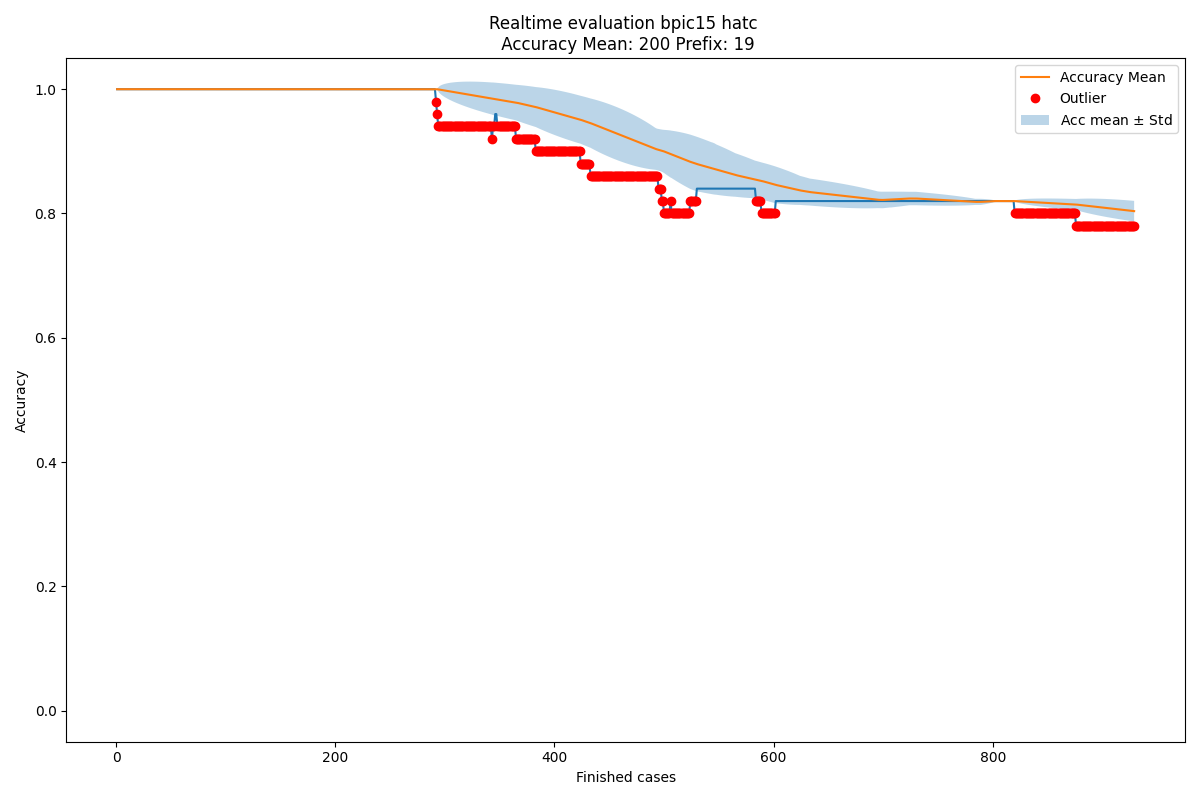 Realtime evaluation bpic15 hatc
Accuracy Mean: 200 Prefix: 19
Accuracy Mean
Outlier
Acc mean ± Std
1.0
0.8
0.6
0.4
0.2
0.0
Accuracy
0 200 400 600 800
Finished cases